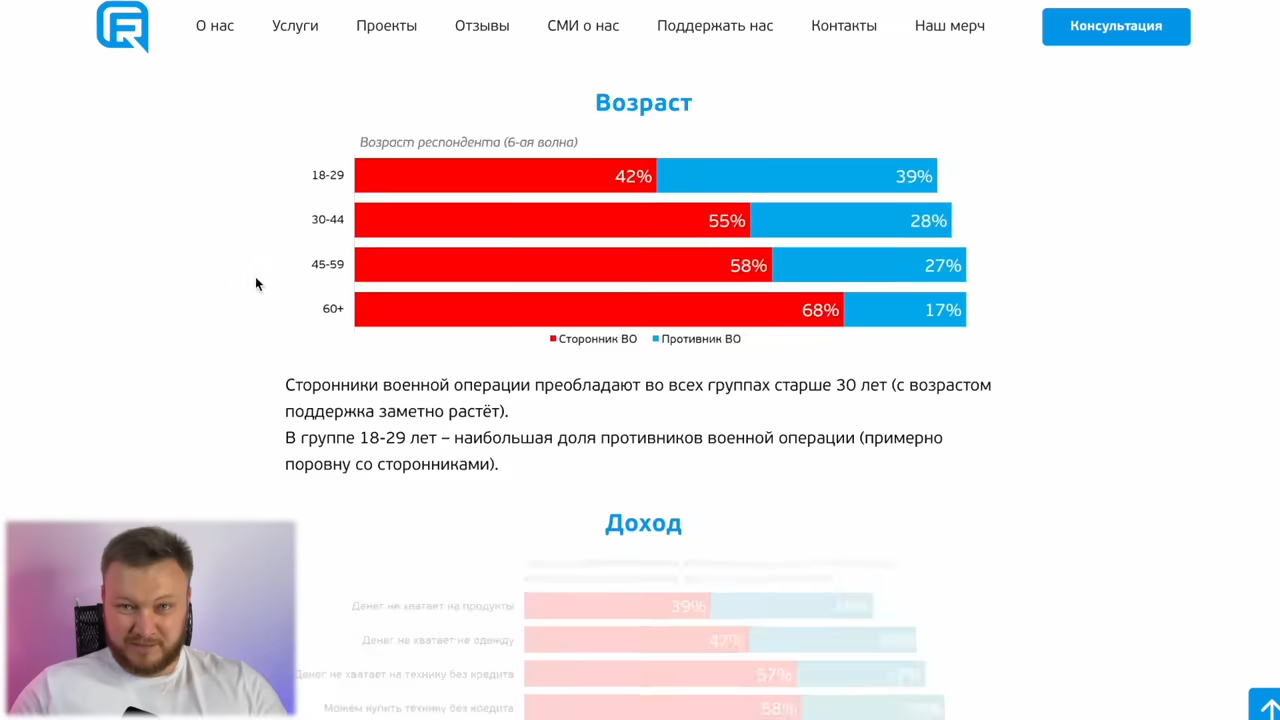 О нас Услуги Проекты Отзывы СМИ о нас Поддержать нас Контакты Наш мерч Консультация
Возраст
Возраст респондента (6-ая волна)
18-29 42% 39%
30-44 55% 28%
45-59 58% 27%
60+ 68% 17%
Сторонник ВО Противник ВО
Сторонники военной операции преобладают во всех группах старше 30 лет (с возрастом
поддержка заметно растёт).
В группе 18-29 лет – наибольшая доля противников военной операции (примерно
поровну со сторонниками).
Доход
Денег не хватает на продукты 39%
Денег не хватает не одежду 47%
Денег не хватает на технику без кредита 57%
Можем купить технику без кредита 58%